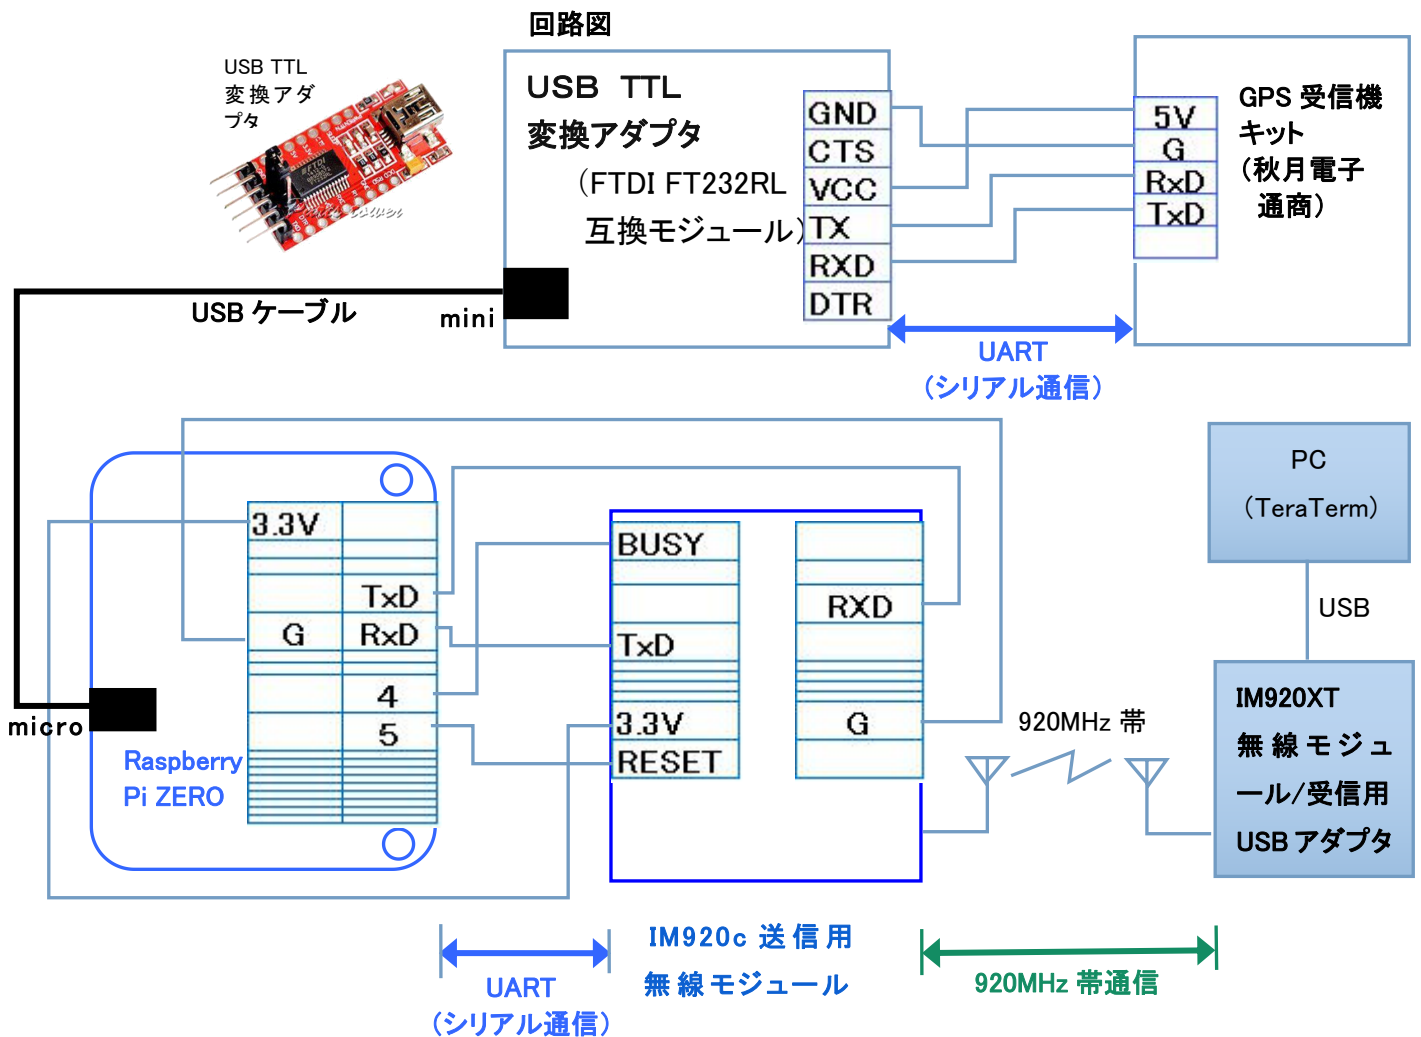 回路図
USB TTL
変換アダ
プタ
USB TTL
変換アダプタ
（FTDI FT232RL
互換モジュール）
GND
CTS
VCC
TX
RXD
DTR
5V
G
RxD
TxD
GPS 受信機
キット
（秋月電子
通商）
USB ケーブル
mini
UART
（シリアル通信）
3.3V
TxD
G
RxD
4
5
micro
Raspberry
Pi ZERO
BUSY
TxD
3.3V
RESET
RXD
G
PC
（TeraTerm）
USB
920MHz 帯
IM920XT
無線モジュ
ール/受信用
USB アダプタ
UART
（シリアル通信）
IM920c 送信用
無線モジュール
920MHz 帯通信